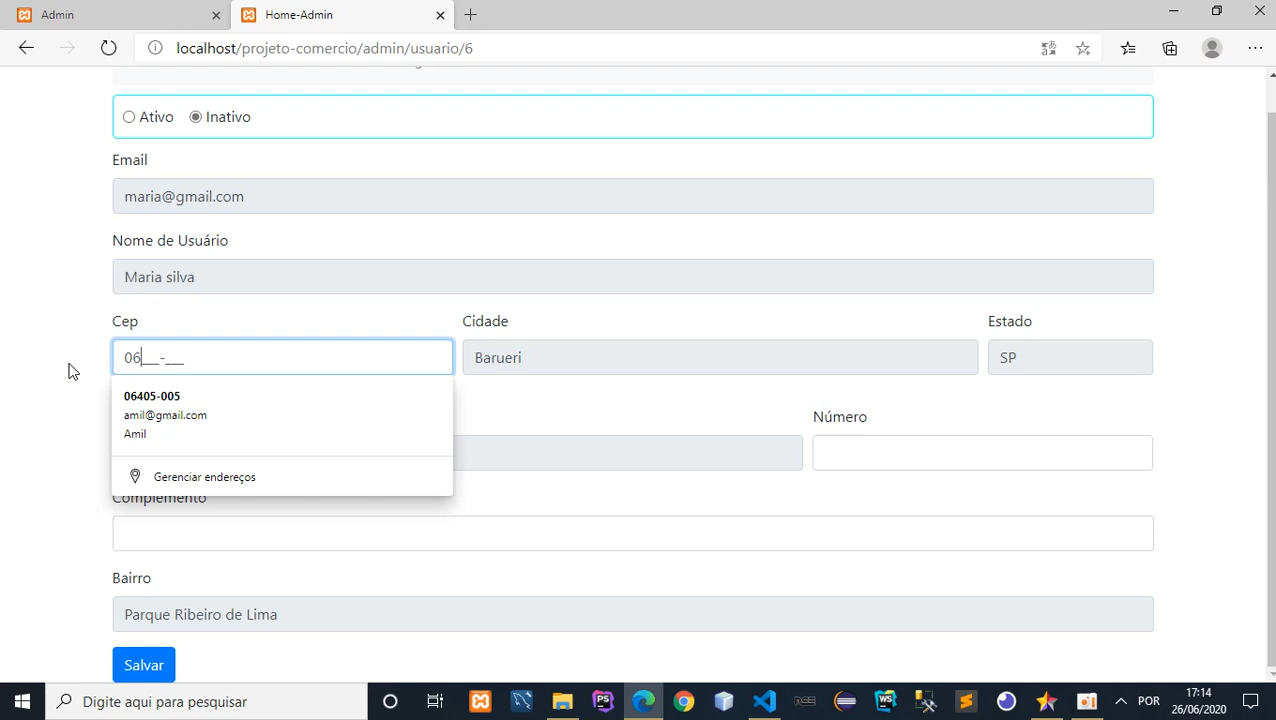 Admin
Home-Admin
localhost/projeto-comercio/admin/usuario/6
Ativo Inativo
Email
maria@gmail.com
Nome de Usuário
Maria silva
Cep Cidade Estado
06___-___ Barueri SP
06405-005
amil@gmail.com
Amil
Gerenciar endereços
Número
Complemento
Bairro
Parque Ribeiro de Lima
Salvar
Digite aqui para pesquisar
POR
17:14
26/06/2020